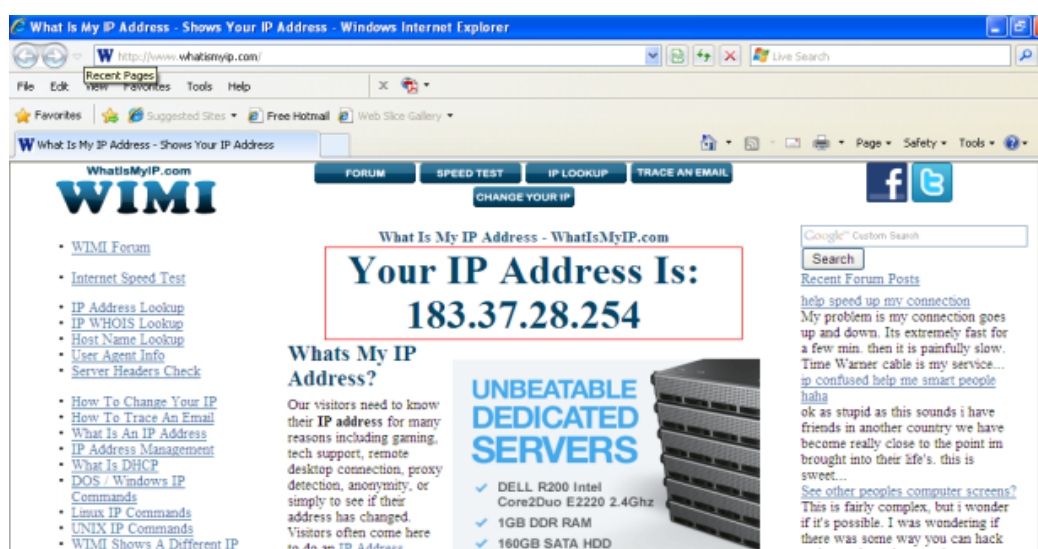 What Is My IP Address - Shows Your IP Address - Windows Internet Explorer
http://www.whatismyip.com/
Live Search
Recent Pages
File Edit View Favorites Tools Help
Favorites Suggested Sites Free Hotmail Web Slice Gallery
What Is My IP Address - Shows Your IP Address
Page Safety Tools
WhatIsMyIP.com
WIMI
FORUM SPEED TEST IP LOOKUP TRACE AN EMAIL
CHANGE YOUR IP
WIMI Forum
Internet Speed Test
IP Address Lookup
IP WHOIS Lookup
Host Name Lookup
User Agent Info
Server Headers Check
How To Change Your IP
How To Trace An Email
What Is An IP Address
IP Address Management
What Is DHCP
DOS / Windows IP
Commands
Linux IP Commands
UNIX IP Commands
WIMI Shows A Different IP
What Is My IP Address - WhatIsMyIP.com
Your IP Address Is:
183.37.28.254
Whats My IP
Address?
Our visitors need to know
their IP address for many
reasons including gaming,
tech support, remote
desktop connection, proxy
detection, anonymity, or
simply to see if their
address has changed.
Visitors often come here
to do an IP Address
UNBEATABLE
DEDICATED
SERVERS
DELL R200 Intel
Core2Duo E2220 2.4Ghz
1GB DDR RAM
160GB SATA HDD
Google™ Custom Search
Search
Recent Forum Posts
help speed up my connection
My problem is my connection goes
up and down. Its extremely fast for
a few min. then it is painfully slow.
Time Warner cable is my service...
ip confused help me smart people
haha
ok as stupid as this sounds i have
friends in another country we have
become really close to the point im
brought into their life's. this is
sweet...
See other peoples computer screens?
This is fairly complex, but i wonder
if it's possible. I was wondering if
there was some way you can hack